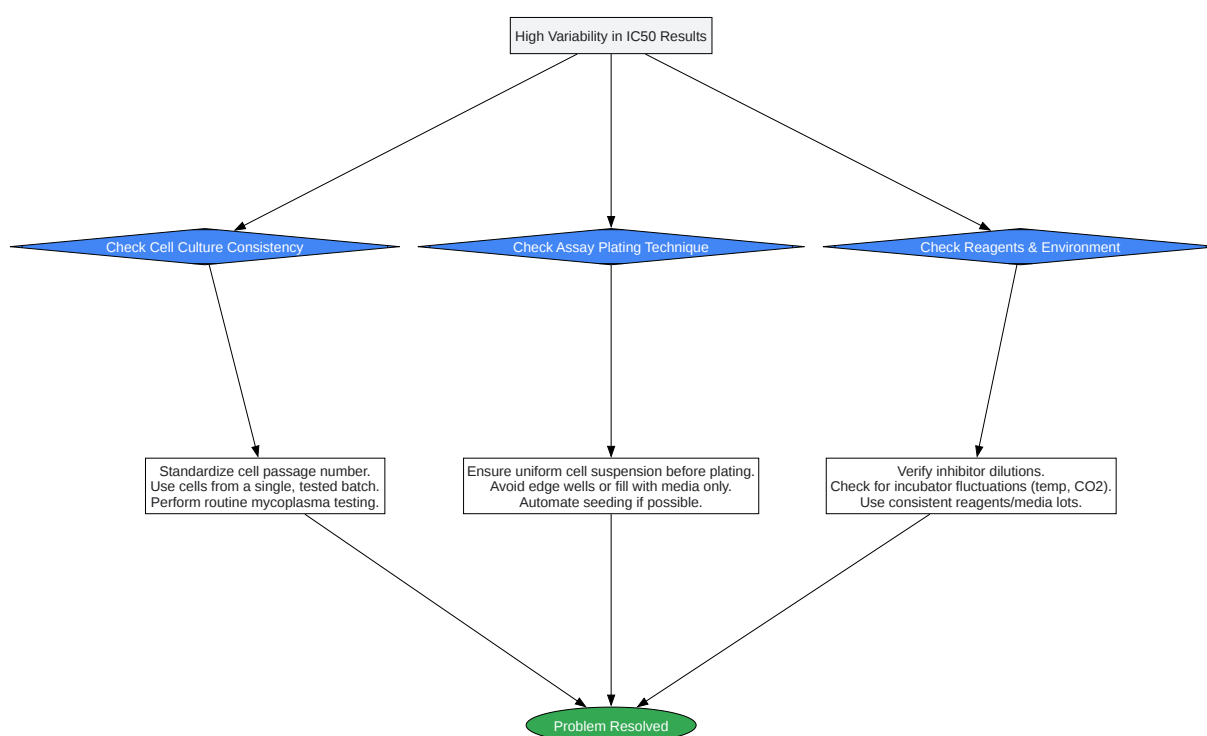 High Variability in IC50 Results
Check Cell Culture Consistency
Check Assay Plating Technique
Check Reagents & Environment
Standardize cell passage number.
Use cells from a single, tested batch.
Perform routine mycoplasma testing.
Ensure uniform cell suspension before plating.
Avoid edge wells or fill with media only.
Automate seeding if possible.
Verify inhibitor dilutions.
Check for incubator fluctuations (temp, CO2).
Use consistent reagents/media lots.
Problem Resolved